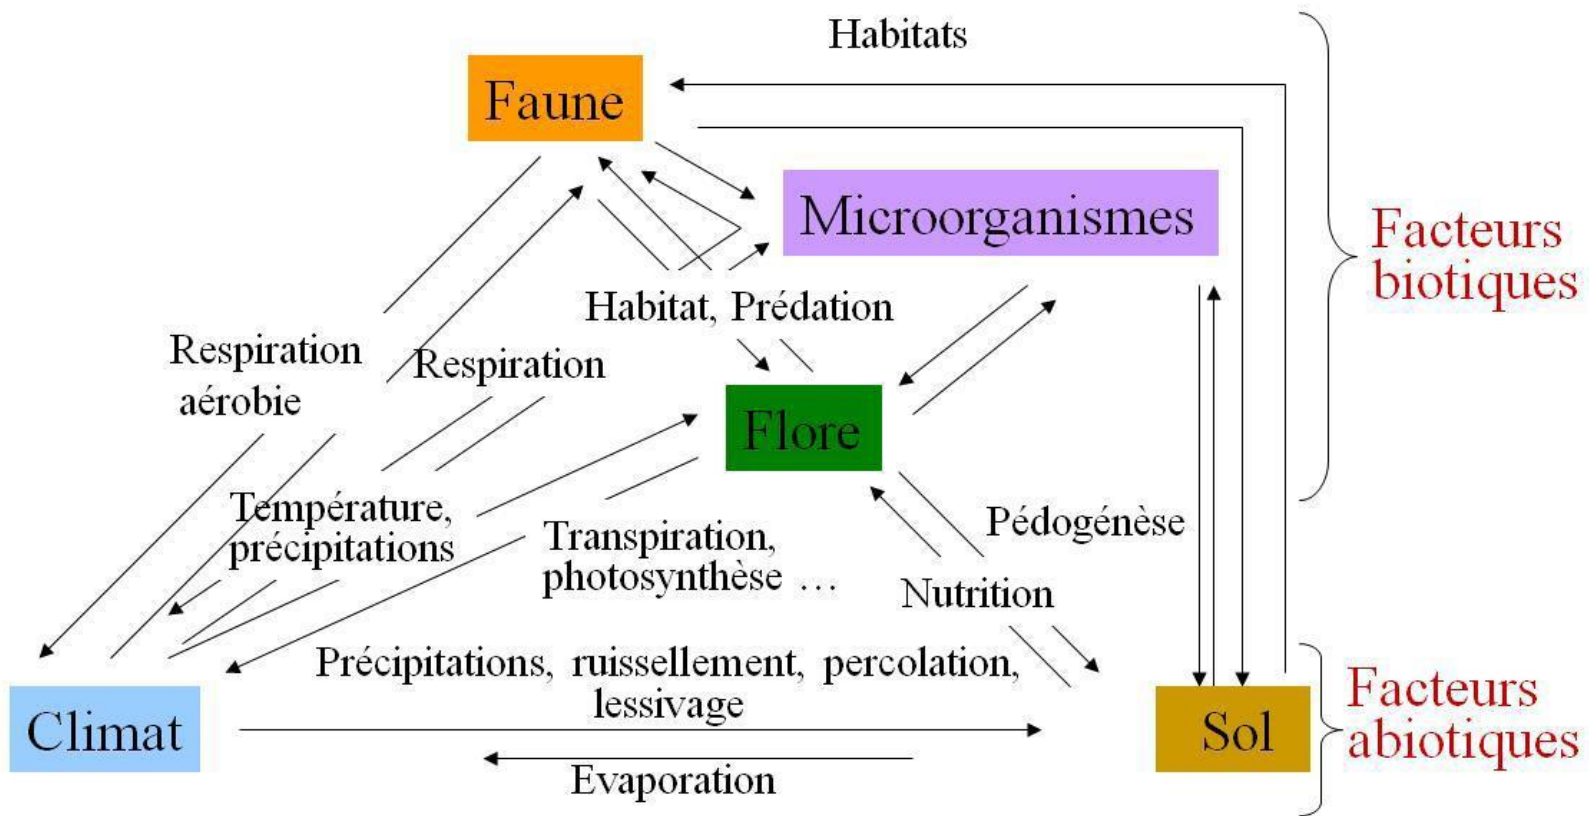 Habitats
Faune
Microorganismes
Facteurs
biotiques
Habitat, Prédation
Respiration
aérobie
Respiration
Flore
Température,
précipitations
Transpiration,
photosynthèse ...
Pédogénèse
Nutrition
Précipitations, ruissellement, percolation,
lessivage
Climat
Sol
Facteurs
abiotiques
Evaporation